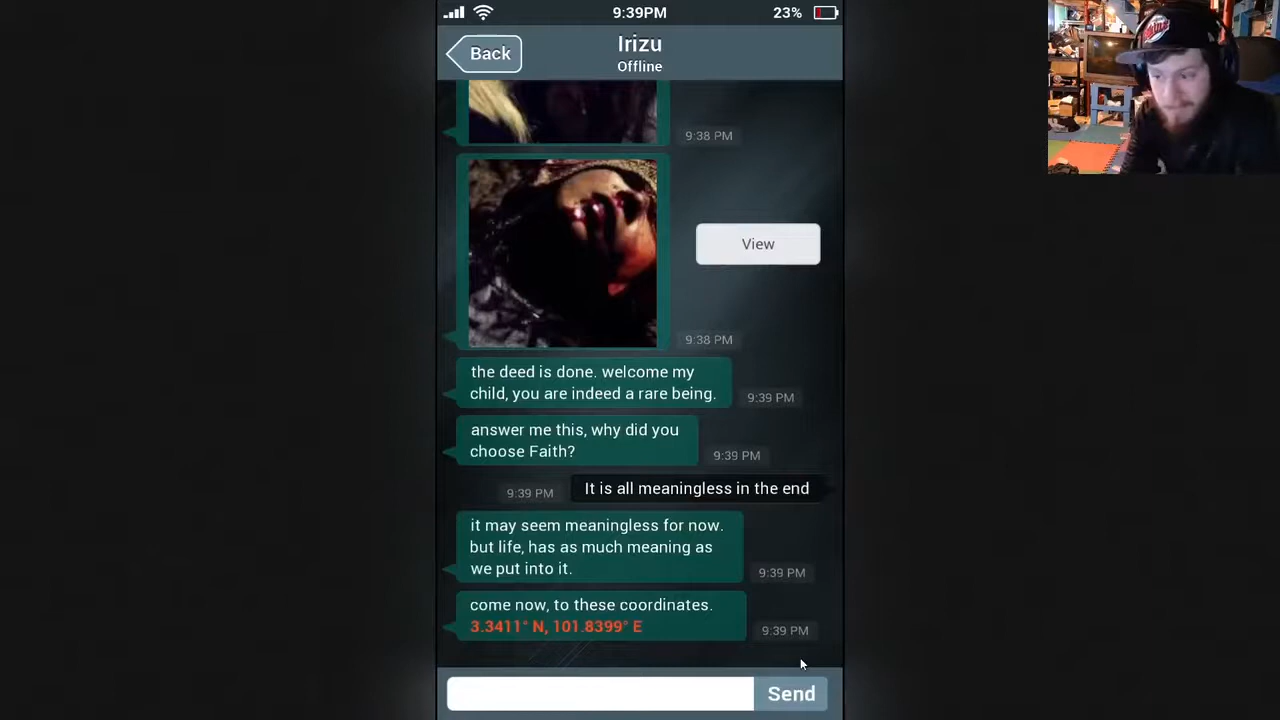 9:39PM
23%
Back
Irizu
Offline
9:38 PM
View
9:38 PM
the deed is done. welcome my
child, you are indeed a rare being.
9:39 PM
answer me this, why did you
choose Faith?
9:39 PM
9:39 PM
It is all meaningless in the end
it may seem meaningless for now.
but life, has as much meaning as
we put into it.
9:39 PM
come now, to these coordinates.
3.3411° N, 101.8399° E
9:39 PM
Send